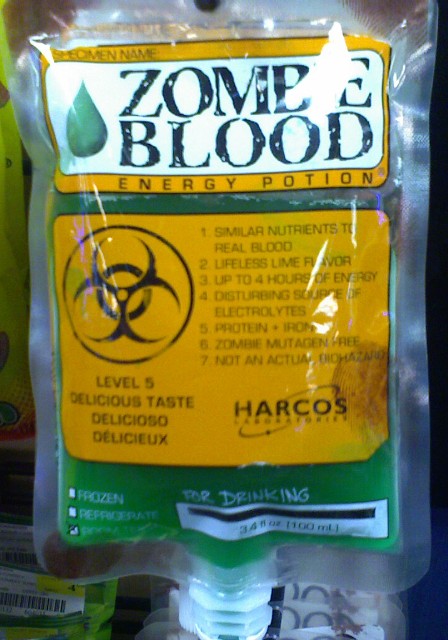 SPECIMEN NAME
ZOMBIE
BLOOD
ENERGY POTION
1. SIMILAR NUTRIENTS TO
REAL BLOOD
2. LIFELESS LIME FLAVOR
3. UP TO 4 HOURS OF ENERGY
4. DISTURBING SOURCE OF
ELECTROLYTES
5. PROTEIN + IRON
6. ZOMBIE MUTAGEN FREE
7. NOT AN ACTUAL BIOHAZARD
LEVEL 5
DELICIOUS TASTE
DELICIOSO
DÉLICIEUX
HARCOS
LABORATORIES
FROZEN
REFRIGERATE
FOR DRINKING
3.4 fl oz (100 mL)